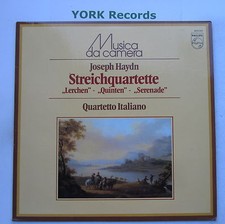 YORK Records
Musica
da camera
Joseph Haydn
Streichquartette
„Lerchen“ · „Quinten“ · „Serenade“
Quartetto Italiano
PHILIPS